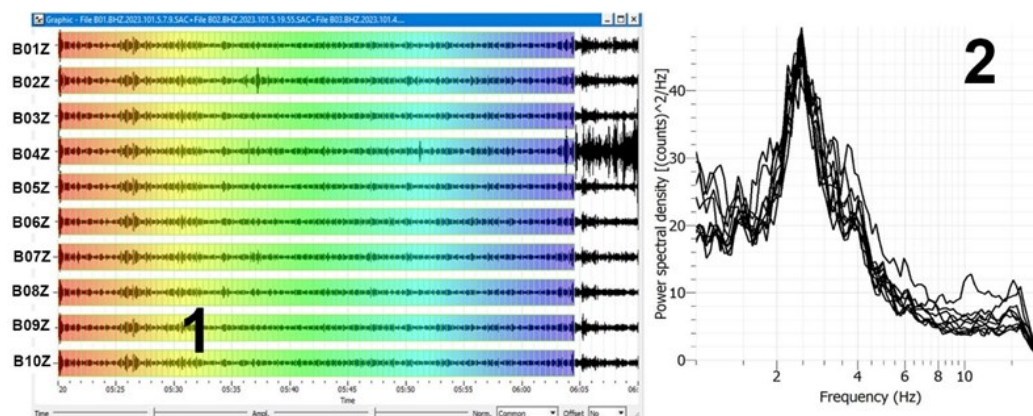 Graphic - File B01.BHZ.2023.101.5.7.9.SAC + File B02.BHZ.2023.101.5.19.55.SAC + File B03.BHZ.2023.101.4....
B01Z
B02Z
B03Z
B04Z
B05Z
B06Z
B07Z
B08Z
B09Z
B10Z
1
:20 05:25 05:30 05:35 05:40 05:45 05:50 05:55 06:00 06:05 06:
Time
Time Ampl. Norm. Common Offset No
2
Power spectral density [(counts)^2/Hz]
40
30
20
10
0
2 4 6 8 10
Frequency (Hz)